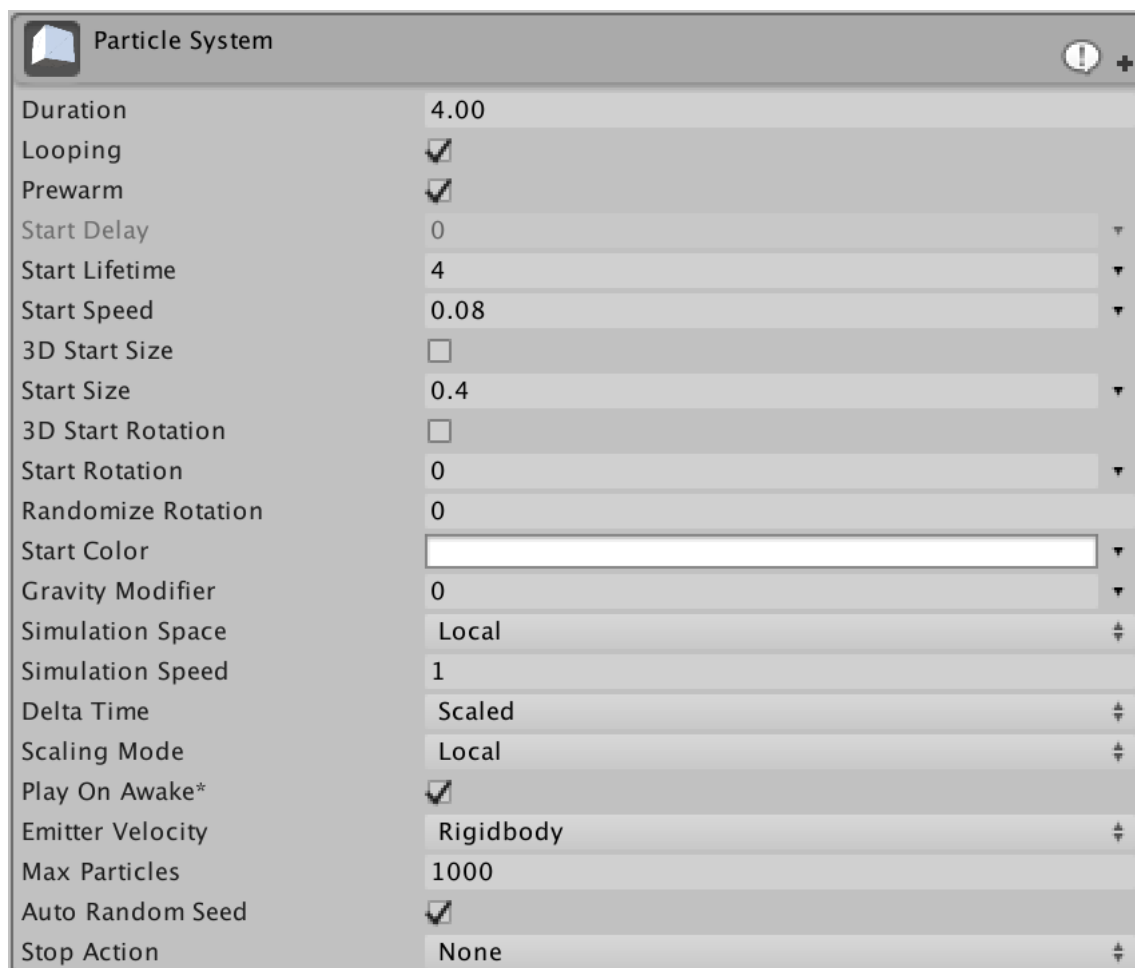 Particle System
Duration 4.00
Looping
Prewarm
Start Delay 0
Start Lifetime 4
Start Speed 0.08
3D Start Size
Start Size 0.4
3D Start Rotation
Start Rotation 0
Randomize Rotation 0
Start Color
Gravity Modifier 0
Simulation Space Local
Simulation Speed 1
Delta Time Scaled
Scaling Mode Local
Play On Awake*
Emitter Velocity Rigidbody
Max Particles 1000
Auto Random Seed
Stop Action None